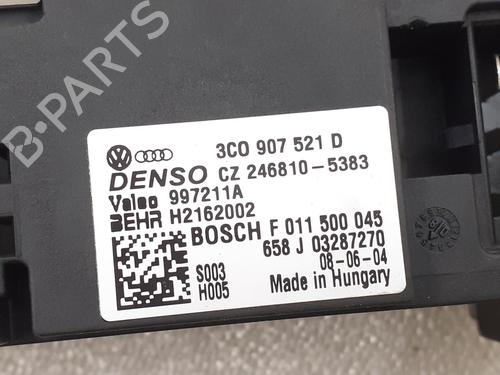 3C0 907 521 D
DENSO CZ 246810-5383
Valeo 997211A
BEHR H2162002
BOSCH F 011 500 045
658 J 03287270
08-06-04
S003
H005
Made in Hungary